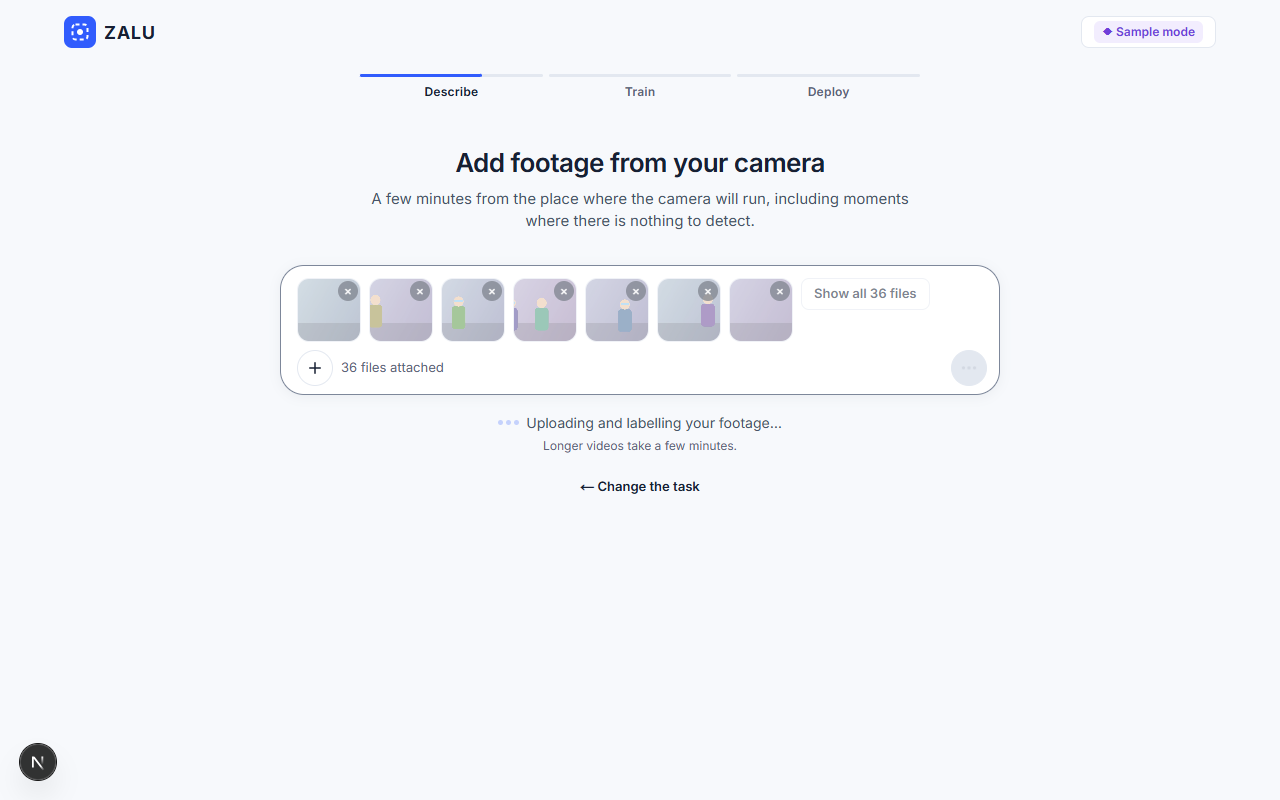 ZALU
Sample mode
Describe
Train
Deploy
Add footage from your camera
A few minutes from the place where the camera will run, including moments
where there is nothing to detect.
Show all 36 files
36 files attached
Uploading and labelling your footage...
Longer videos take a few minutes.
← Change the task
N